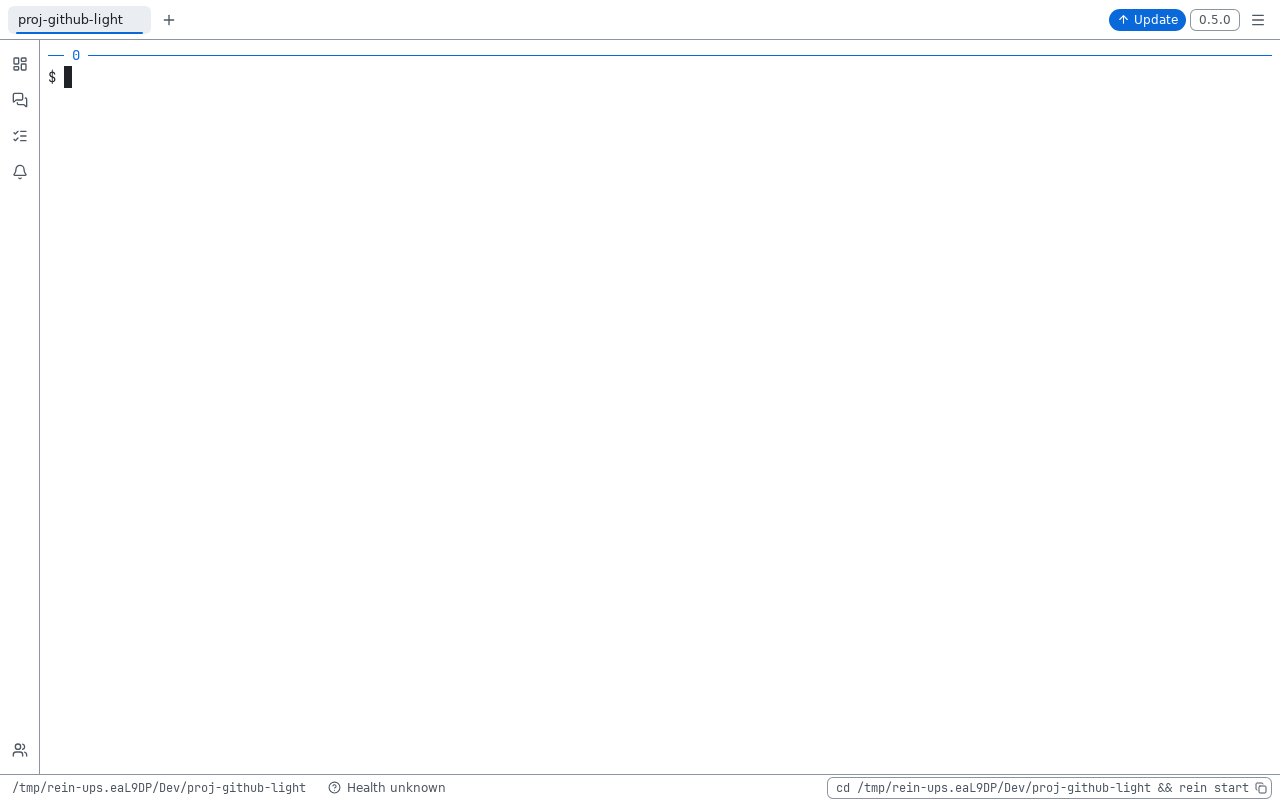 proj-github-light
Update
0.5.0
0
$
/tmp/rein-ups.eaL9DP/Dev/proj-github-light
Health unknown
cd /tmp/rein-ups.eaL9DP/Dev/proj-github-light && rein start